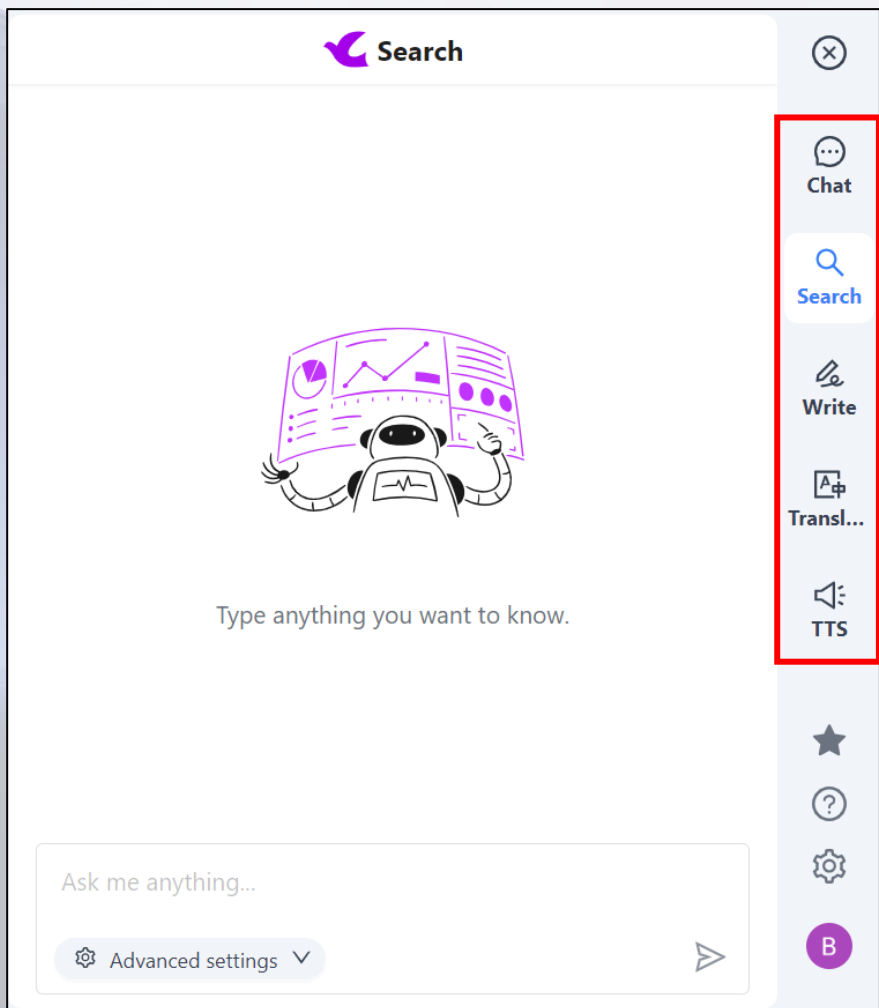 Search
Chat
Search
Write
Transl...
TTS
Type anything you want to know.
Ask me anything...
Advanced settings
B